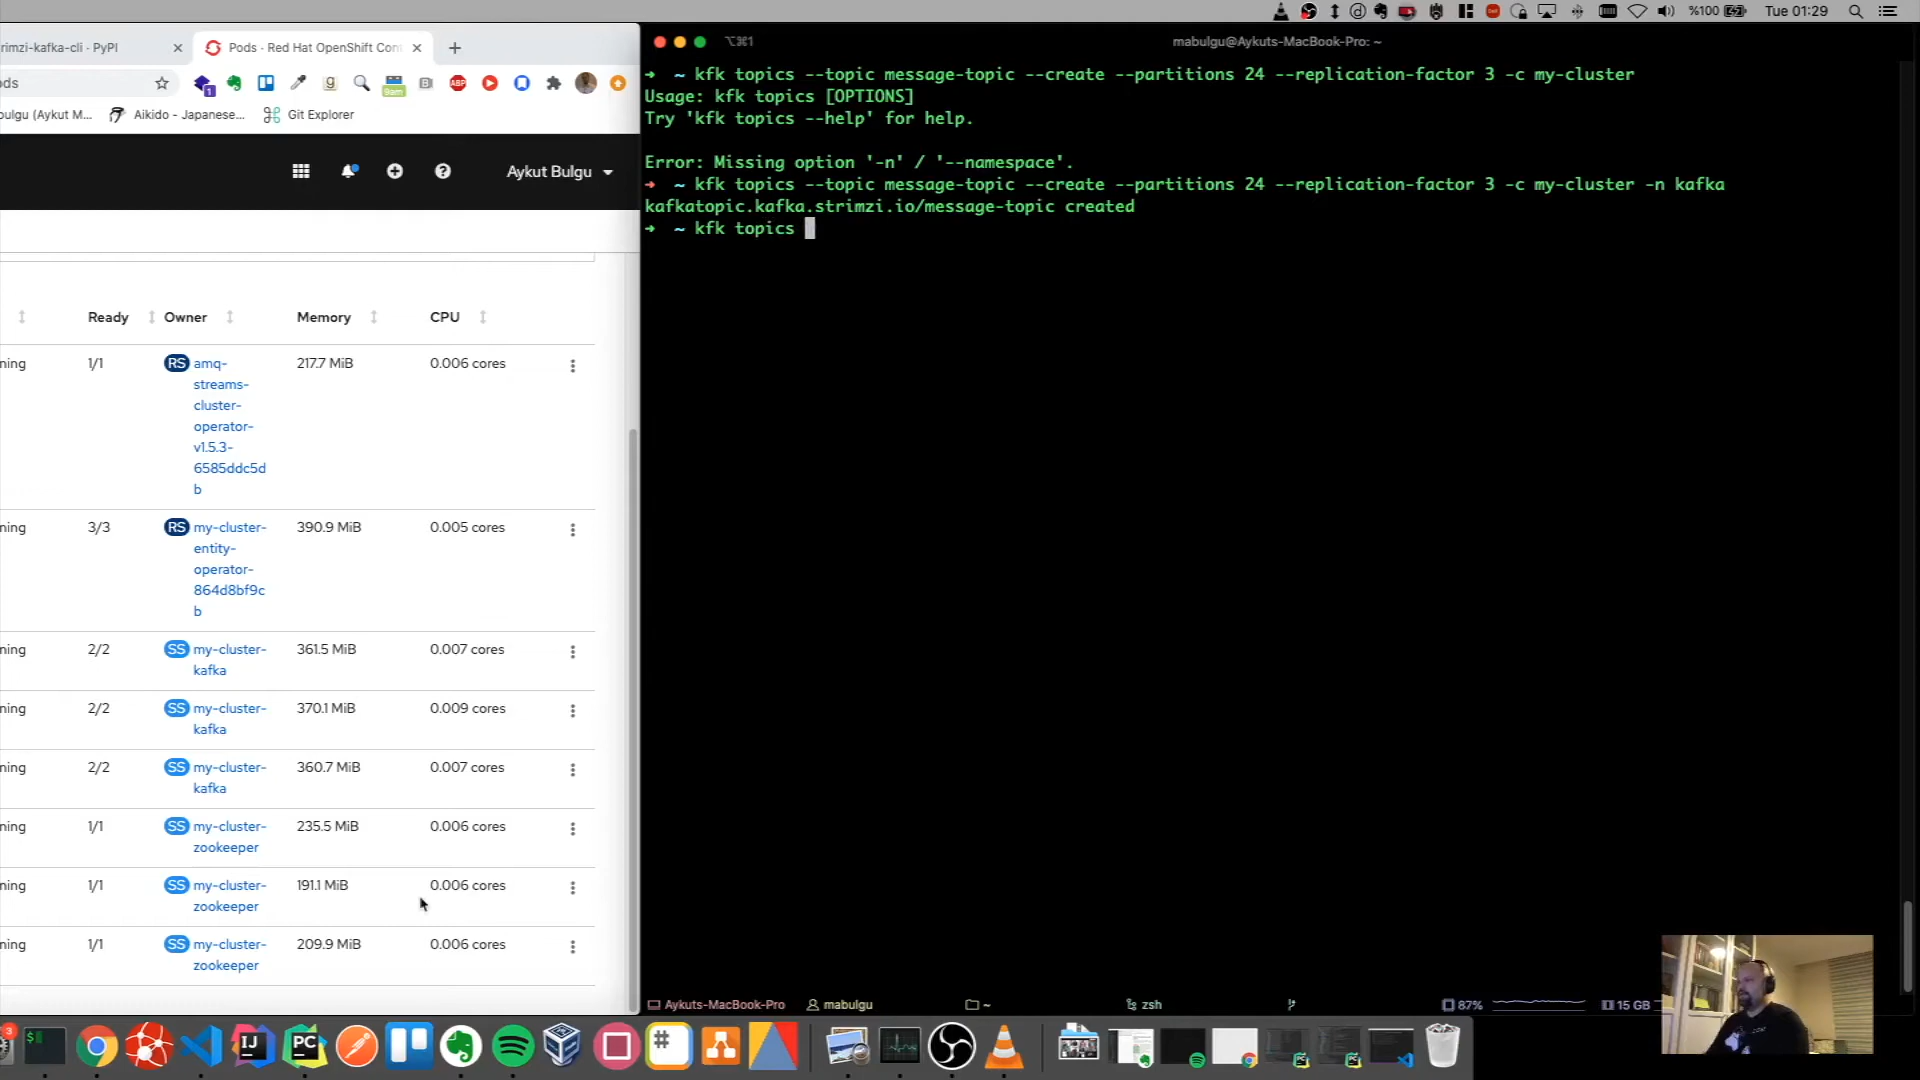 %100 Tue 01:29
rimzi-kafka-cli · PyPI
Pods · Red Hat OpenShift Con
⌥⌘1
mabulgu@Aykuts-MacBook-Pro: ~
ods
bulgu (Aykut M...
Aikido - Japanese...
Git Explorer
Aykut Bulgu
➜ ~ kfk topics --topic message-topic --create --partitions 24 --replication-factor 3 -c my-cluster
Usage: kfk topics [OPTIONS]
Try 'kfk topics --help' for help.
Error: Missing option '-n' / '--namespace'.
➜ ~ kfk topics --topic message-topic --create --partitions 24 --replication-factor 3 -c my-cluster -n kafka
kafkatopic.kafka.strimzi.io/message-topic created
➜ ~ kfk topics
Ready Owner Memory CPU
ning 1/1 RS amq- 217.7 MiB 0.006 cores
streams-
cluster-
operator-
v1.5.3-
6585ddc5d
b
ning 3/3 RS my-cluster- 390.9 MiB 0.005 cores
entity-
operator-
864d8bf9c
b
ning 2/2 SS my-cluster- 361.5 MiB 0.007 cores
kafka
ning 2/2 SS my-cluster- 370.1 MiB 0.009 cores
kafka
ning 2/2 SS my-cluster- 360.7 MiB 0.007 cores
kafka
ning 1/1 SS my-cluster- 235.5 MiB 0.006 cores
zookeeper
ning 1/1 SS my-cluster- 191.1 MiB 0.006 cores
zookeeper
ning 1/1 SS my-cluster- 209.9 MiB 0.006 cores
zookeeper
Aykuts-MacBook-Pro mabulgu ~ zsh 87% 15 GB
3 $ IJ PC #